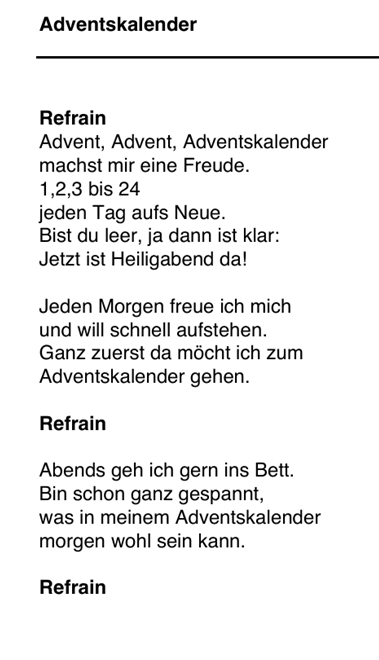 Adventskalender
Refrain
Advent, Advent, Adventskalender
machst mir eine Freude.
1,2,3 bis 24
jeden Tag aufs Neue.
Bist du leer, ja dann ist klar:
Jetzt ist Heiligabend da!
Jeden Morgen freue ich mich
und will schnell aufstehen.
Ganz zuerst da möcht ich zum
Adventskalender gehen.
Refrain
Abends geh ich gern ins Bett.
Bin schon ganz gespannt,
was in meinem Adventskalender
morgen wohl sein kann.
Refrain